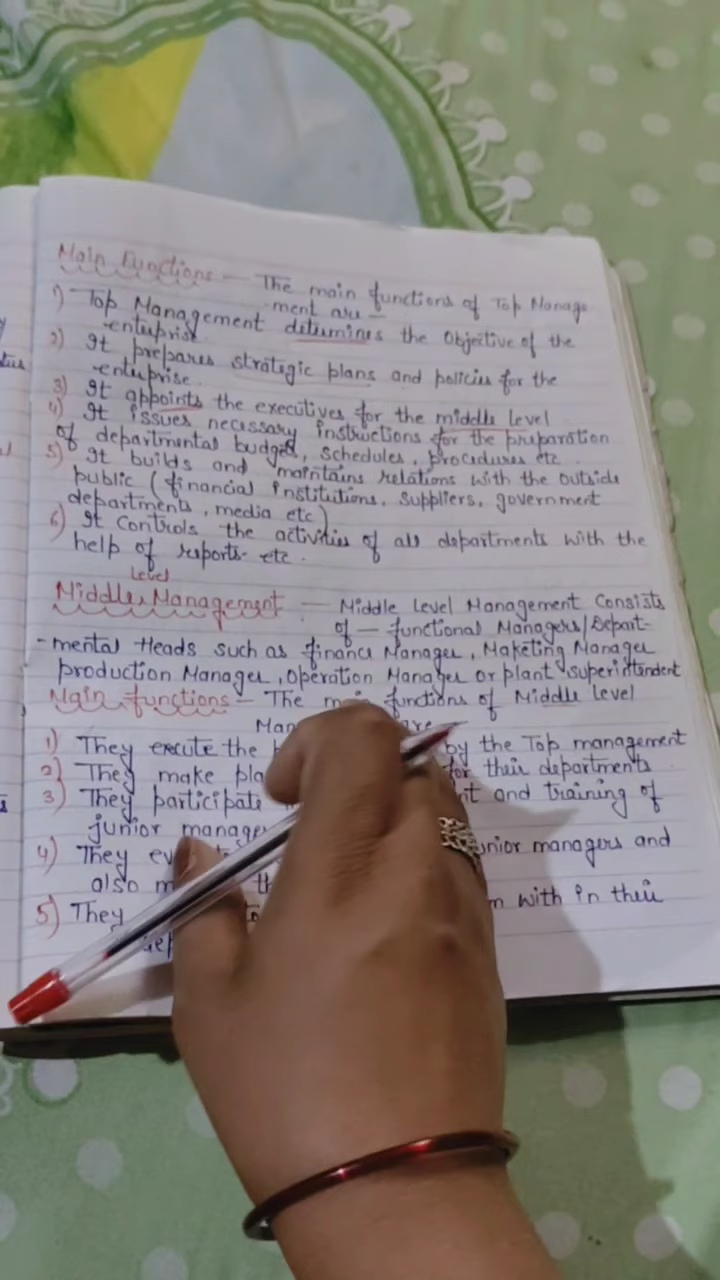 Main Functions — The main functions of Top Manage
ment are —
1) Top Management determines the Objective of the
enterprise.
2) It prepares strategic plans and policies for the
enterprise.
3) It appoints the executives for the middle level
4) It issues necessary instructions for the preparation
of departmental budget, schedules, procedures etc.
5) It builds and maintains relations with the outside
public (financial institutions, suppliers, government
departments, media etc)
6) It controls the activities of all departments with the
help of reports etc.
Middle Level Management — Middle Level Management Consists
of — functional Managers/Depart-
-mental Heads such as finance Manager, Marketing Manager
production Manager, Operation Manager or plant superintendent
Main functions — The main functions of Middle Level
are
1) They execute the by the Top management
2) They make for their departments
3) They participate and training of
junior
4) They junior managers and
also
5) They with in their